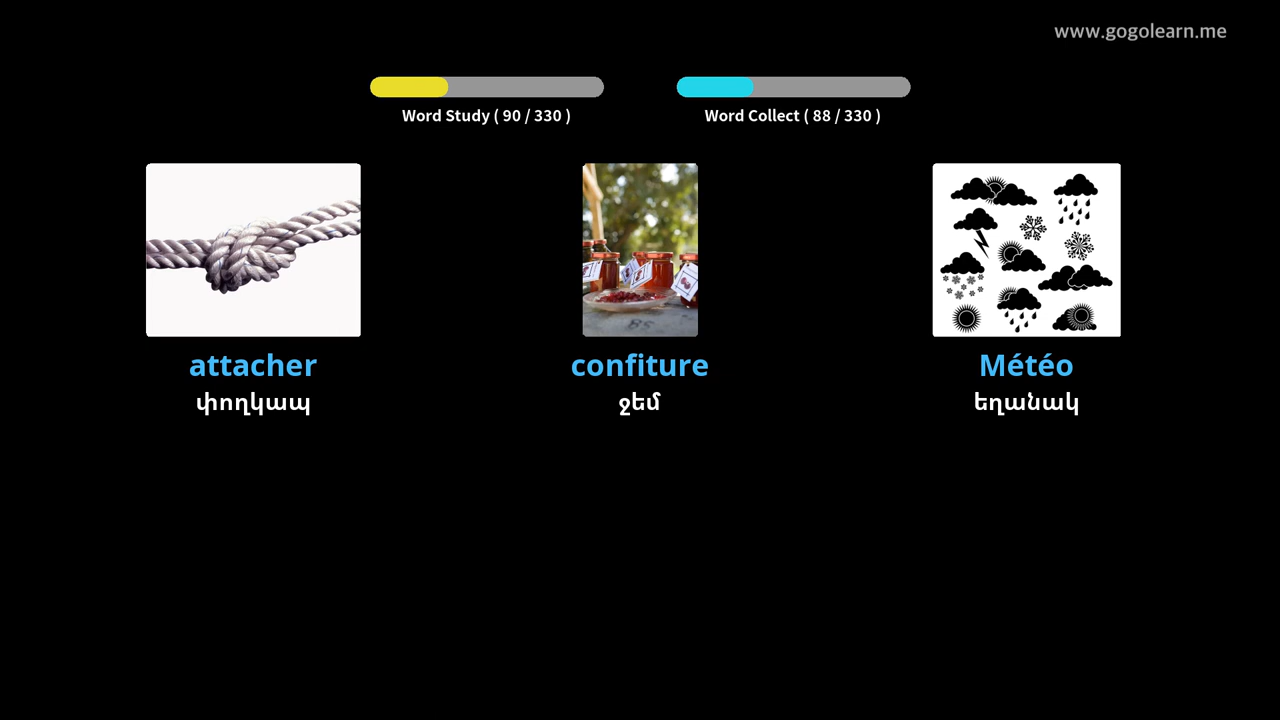 www.gogolearn.me
Word Study ( 90 / 330 )
Word Collect ( 88 / 330 )
attacher
confiture
Météo
փողկապ
ջեմ
եղանակ